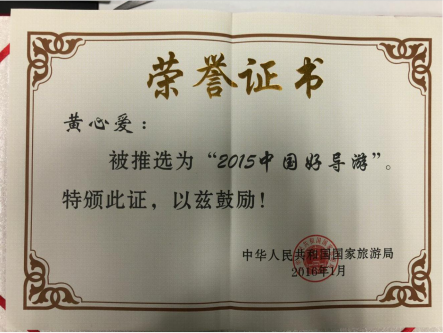 荣誉证书
黄心爱：
被推选为“2015中国好导游”。
特颁此证，以兹鼓励！
中华人民共和国国家旅游局
2016年1月